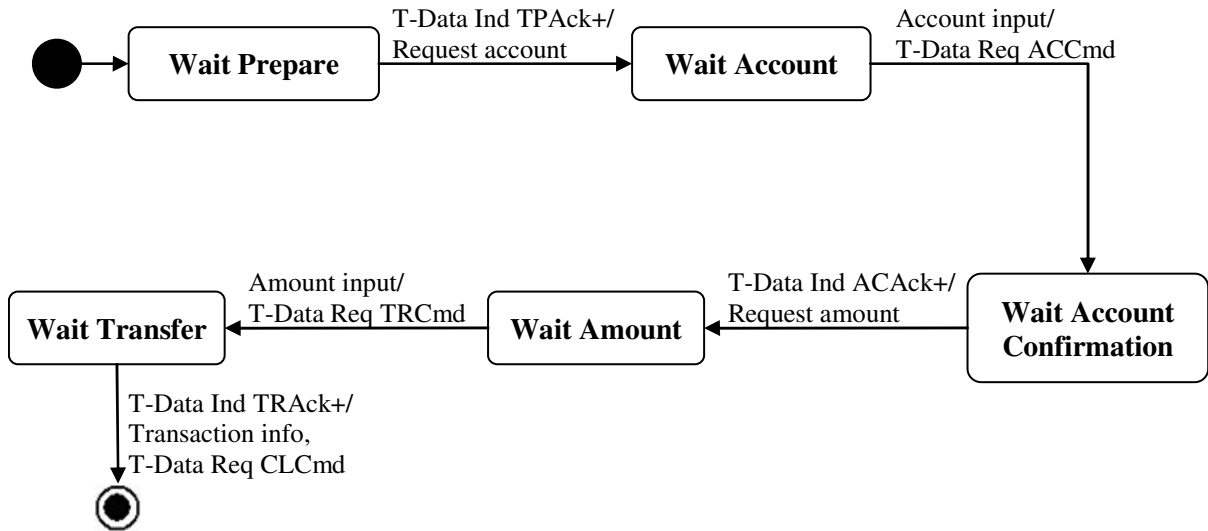 T-Data Ind TPAck+/
Request account
Account input/
T-Data Req ACCmd
Wait Prepare
Wait Account
Amount input/
T-Data Req TRCmd
T-Data Ind ACAck+/
Request amount
Wait Transfer
Wait Amount
Wait Account
Confirmation
T-Data Ind TRAck+/
Transaction info,
T-Data Req CLCmd